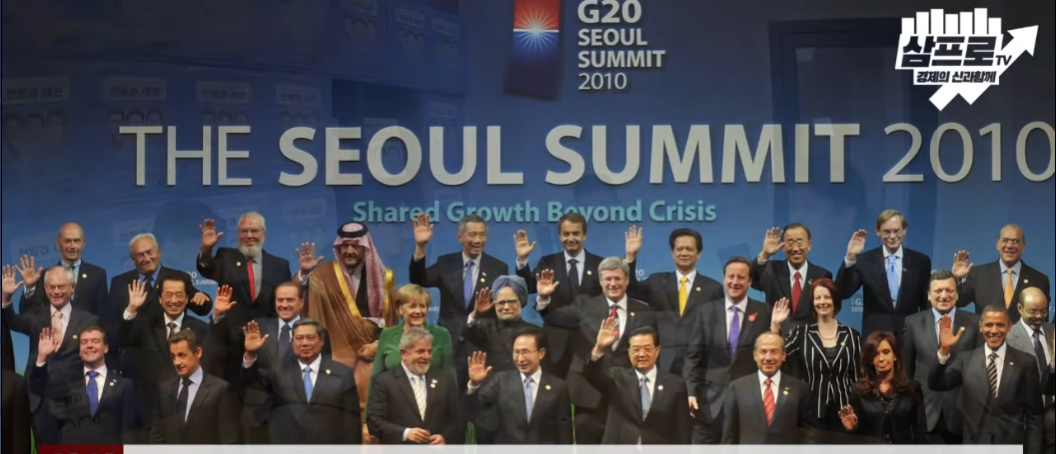 G20
SEOUL
SUMMIT
2010
삼프로TV
경제의 신과함께
THE SEOUL SUMMIT 2010
Shared Growth Beyond Crisis